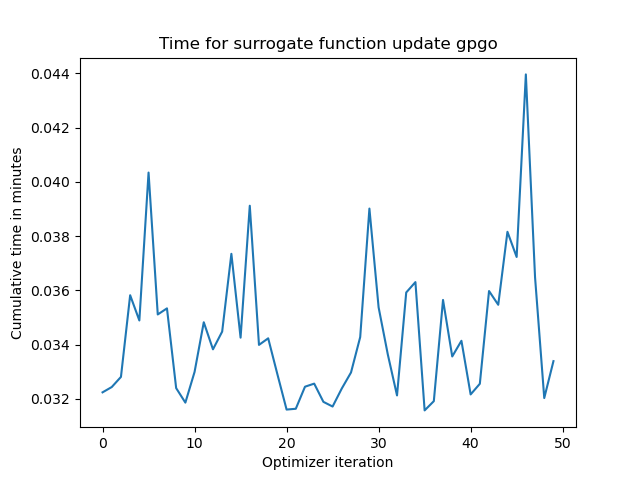 Time for surrogate function update gpgo
Cumulative time in minutes
0.044
0.042
0.040
0.038
0.036
0.034
0.032
0 10 20 30 40 50
Optimizer iteration